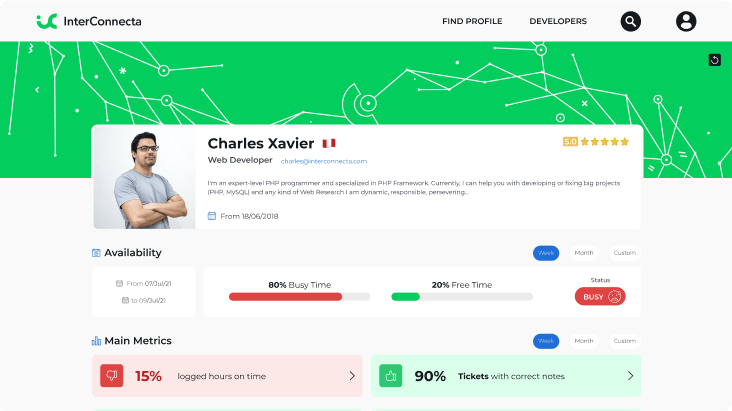 InterConnecta
FIND PROFILE
DEVELOPERS
Charles Xavier
5.0
Web Developer
charles@interconnecta.com
I'm an expert-level PHP programmer and specialized in PHP Framework. Currently, I can help you with developing or fixing big projects
(PHP, MySQL) and any kind of Web Research I am dynamic, responsible, persevering...
From 18/06/2018
Availability
Week
Month
Custom
From 07/Jul/21
to 09/Jul/21
80% Busy Time
20% Free Time
Status
BUSY
Main Metrics
Week
Month
Custom
15%
logged hours on time
90%
Tickets with correct notes